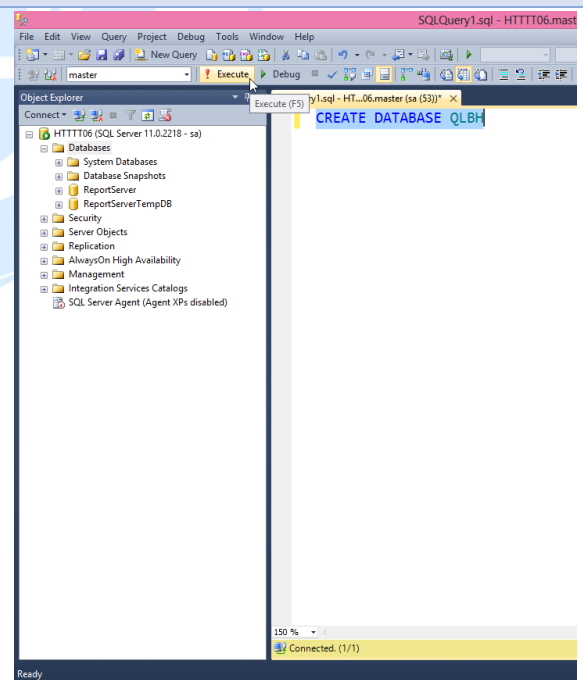 SQLQuery1.sql - HTTTT06.mast
File Edit View Query Project Debug Tools Window Help
New Query
master Execute Debug
Object Explorer
y1.sql - HT...06.master (sa (53))* ×
Execute (F5)
Connect
CREATE DATABASE QLBH
HTTTT06 (SQL Server 11.0.2218 - sa)
Databases
System Databases
Database Snapshots
ReportServer
ReportServerTempDB
Security
Server Objects
Replication
AlwaysOn High Availability
Management
Integration Services Catalogs
SQL Server Agent (Agent XPs disabled)
150 %
Connected. (1/1)
Ready